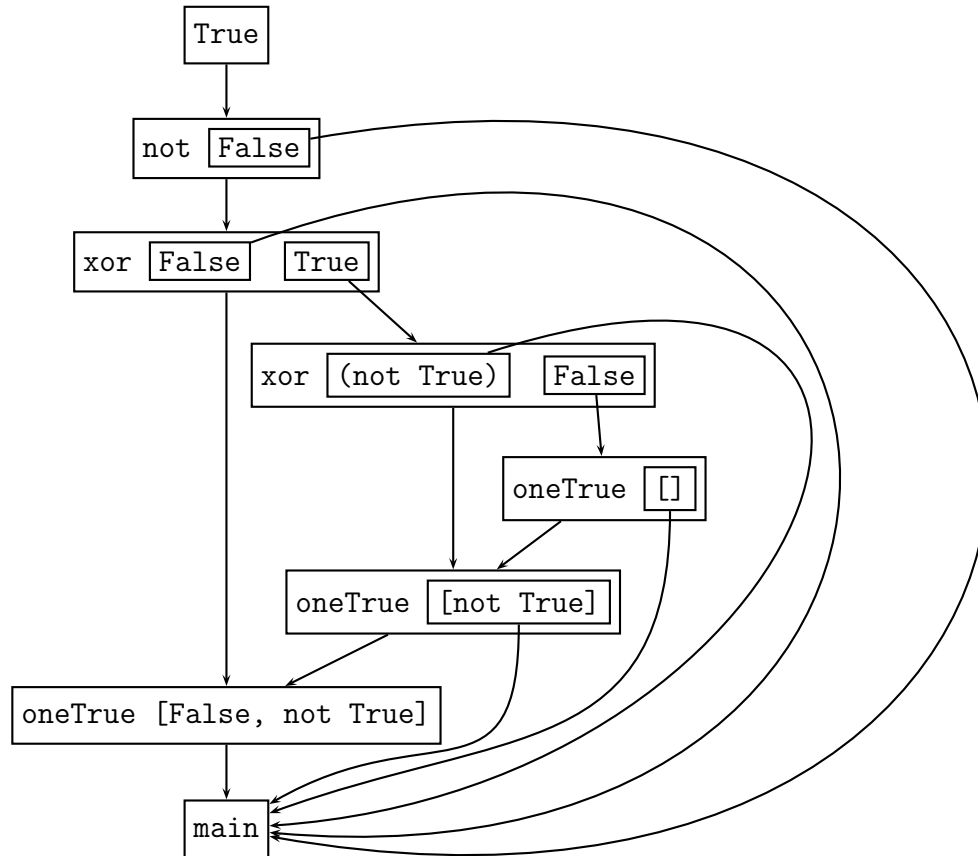 True
not False
xor False True
xor (not True) False
oneTrue []
oneTrue [not True]
oneTrue [False, not True]
main